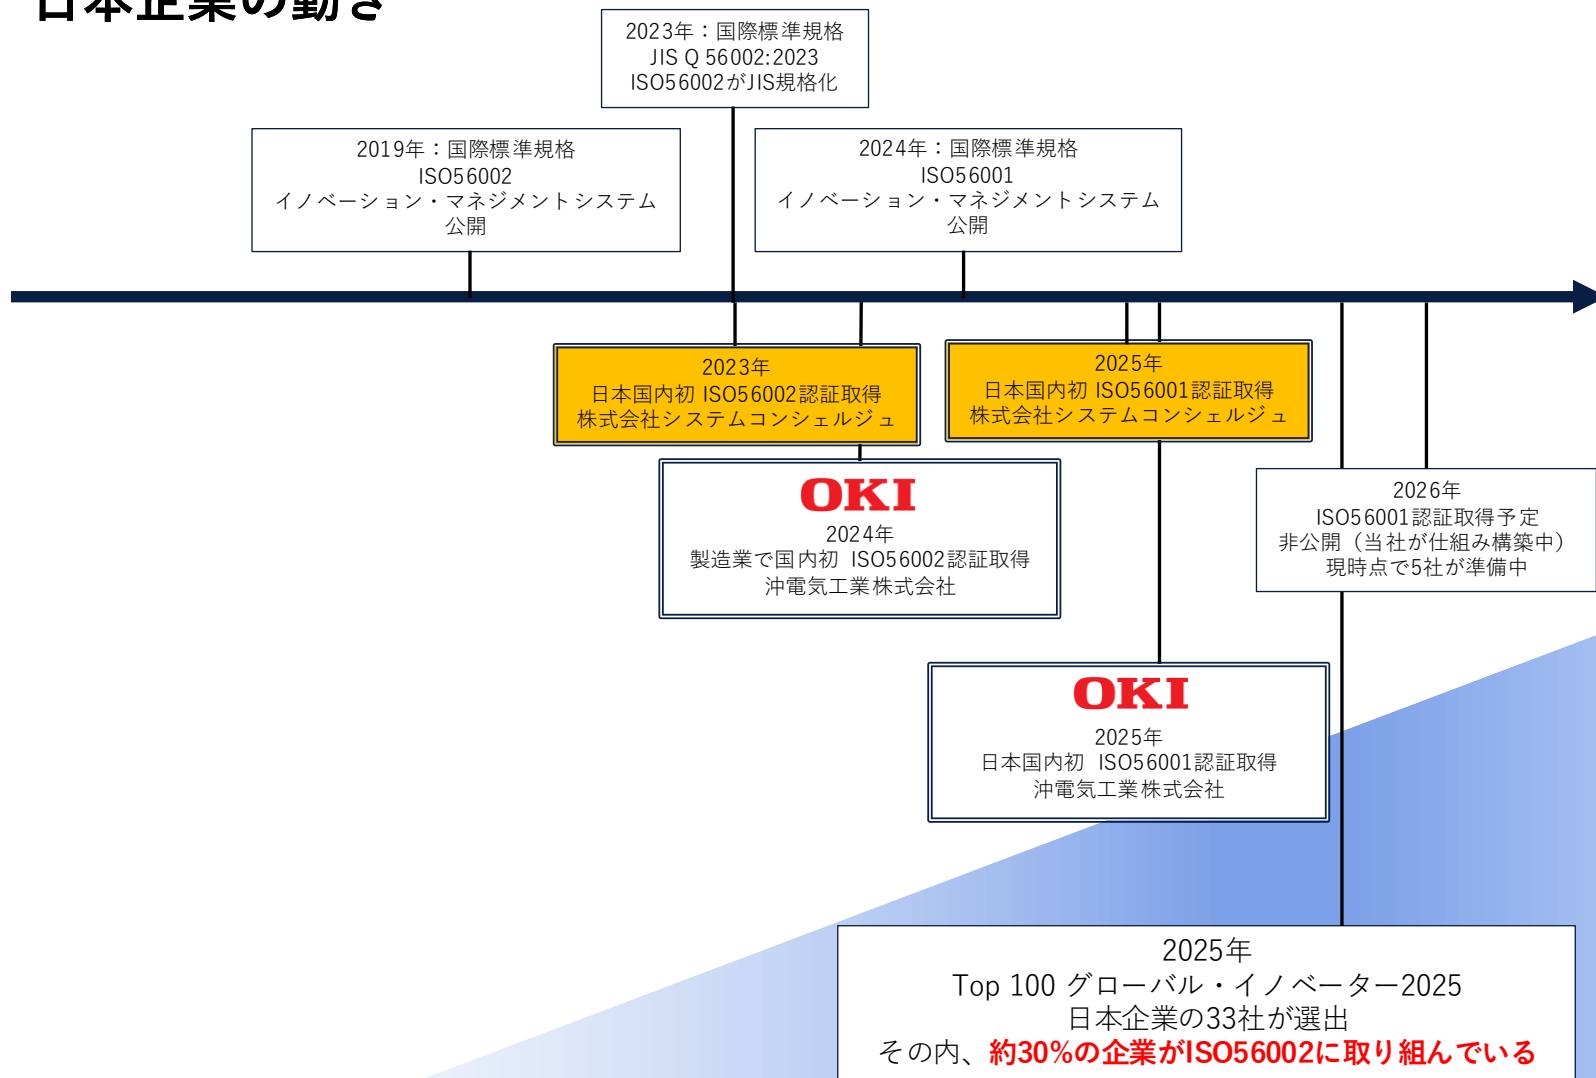 日本企業の動き
2023年：国際標準規格
JIS Q 56002:2023
ISO56002がJIS規格化
2019年：国際標準規格
ISO56002
イノベーション・マネジメントシステム
公開
2024年：国際標準規格
ISO56001
イノベーション・マネジメントシステム
公開
2023年
日本国内初 ISO56002認証取得
株式会社システムコンシェルジュ
2025年
日本国内初 ISO56001認証取得
株式会社システムコンシェルジュ
OKI
2024年
製造業で国内初 ISO56002認証取得
沖電気工業株式会社
2026年
ISO56001認証取得予定
非公開（当社が仕組み構築中）
現時点で5社が準備中
OKI
2025年
日本国内初 ISO56001認証取得
沖電気工業株式会社
2025年
Top 100 グローバル・イノベーター2025
日本企業の33社が選出
その内、約30%の企業がISO56002に取り組んでいる